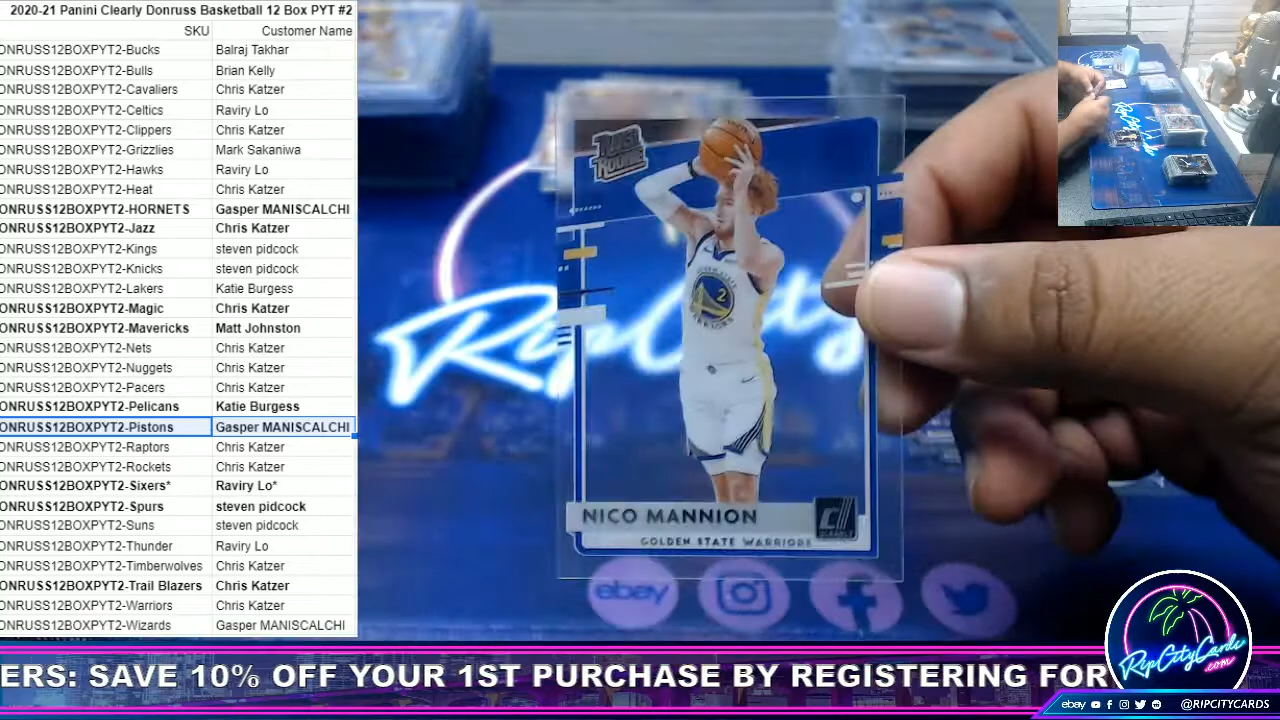 2020-21 Panini Clearly Donruss Basketball 12 Box PYT #2
SKU Customer Name
ONRUSS12BOXPYT2-Bucks Balraj Takhar
ONRUSS12BOXPYT2-Bulls Brian Kelly
ONRUSS12BOXPYT2-Cavaliers Chris Katzer
ONRUSS12BOXPYT2-Celtics Raviry Lo
ONRUSS12BOXPYT2-Clippers Chris Katzer
ONRUSS12BOXPYT2-Grizzlies Mark Sakaniwa
ONRUSS12BOXPYT2-Hawks Raviry Lo
ONRUSS12BOXPYT2-Heat Chris Katzer
ONRUSS12BOXPYT2-HORNETS Gasper MANISCALCHI
ONRUSS12BOXPYT2-Jazz Chris Katzer
ONRUSS12BOXPYT2-Kings steven pidcock
ONRUSS12BOXPYT2-Knicks steven pidcock
ONRUSS12BOXPYT2-Lakers Katie Burgess
ONRUSS12BOXPYT2-Magic Chris Katzer
ONRUSS12BOXPYT2-Mavericks Matt Johnston
ONRUSS12BOXPYT2-Nets Chris Katzer
ONRUSS12BOXPYT2-Nuggets Chris Katzer
ONRUSS12BOXPYT2-Pacers Chris Katzer
ONRUSS12BOXPYT2-Pelicans Katie Burgess
ONRUSS12BOXPYT2-Pistons Gasper MANISCALCHI
ONRUSS12BOXPYT2-Raptors Chris Katzer
ONRUSS12BOXPYT2-Rockets Chris Katzer
ONRUSS12BOXPYT2-Sixers* Raviry Lo*
ONRUSS12BOXPYT2-Spurs steven pidcock
ONRUSS12BOXPYT2-Suns steven pidcock
ONRUSS12BOXPYT2-Thunder Raviry Lo
ONRUSS12BOXPYT2-Timberwolves Chris Katzer
ONRUSS12BOXPYT2-Trail Blazers Chris Katzer
ONRUSS12BOXPYT2-Warriors Chris Katzer
ONRUSS12BOXPYT2-Wizards Gasper MANISCALCHI
RATED
ROOKIE
2
WARRIORS
RipCity
NICO MANNION
GOLDEN STATE WARRIORS
CLEARLY
ebay
ERS: SAVE 10% OFF YOUR 1ST PURCHASE BY REGISTERING FOR
RipCityCards
.com
ebay @RIPCITYCARDS